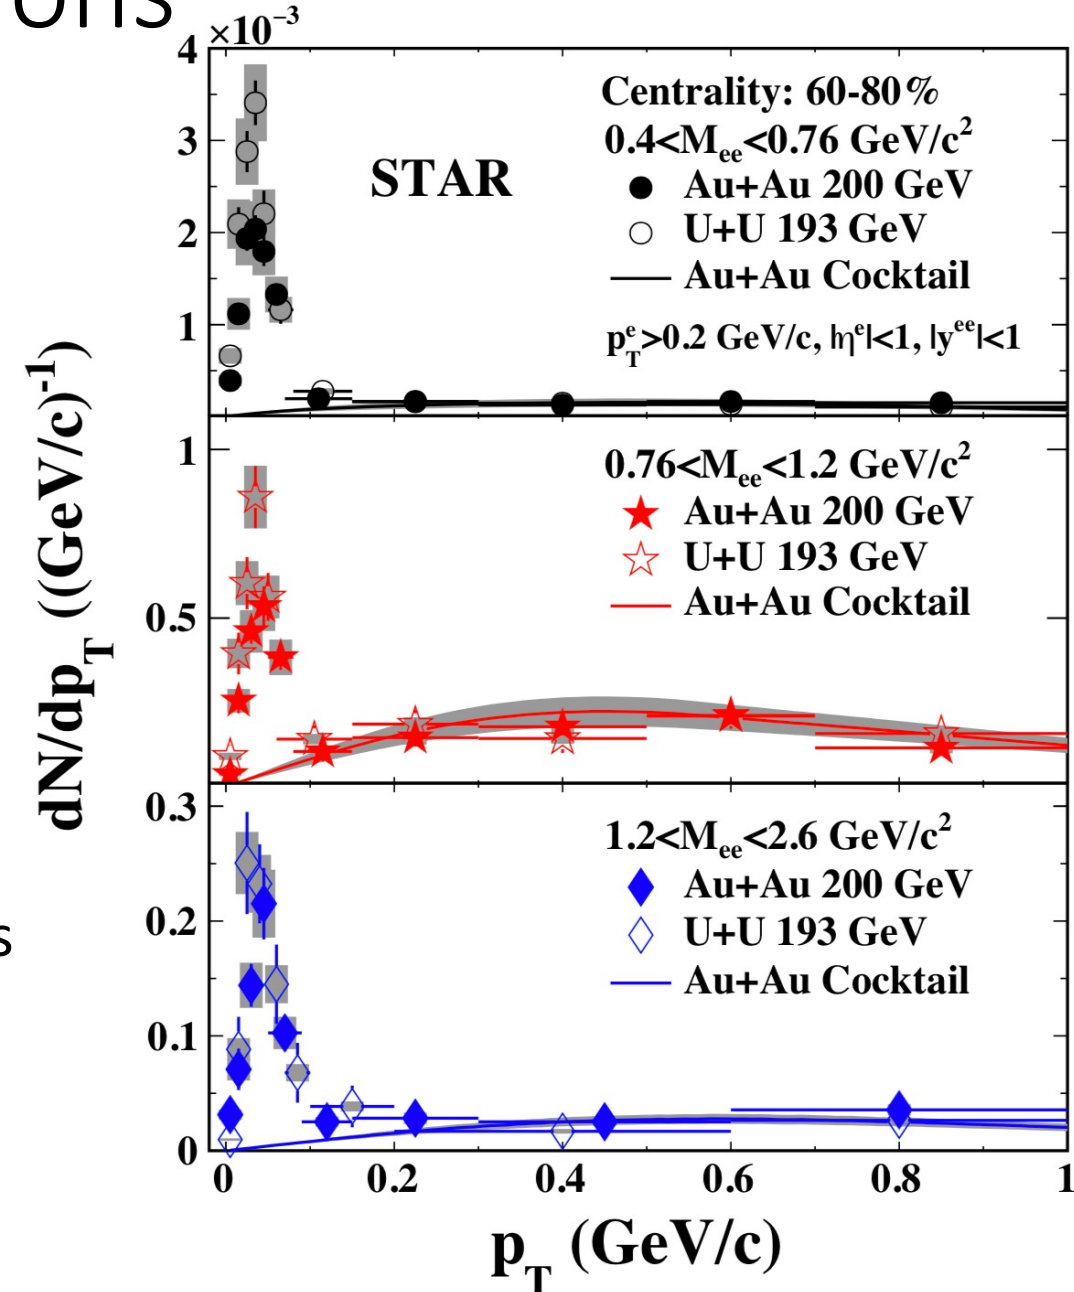 ×10⁻³
4
3
2
1
STAR
Centrality: 60-80%
0.4<Mₑₑ<0.76 GeV/c²
Au+Au 200 GeV
U+U 193 GeV
Au+Au Cocktail
pᵉT>0.2 GeV/c, |ηᵉ|<1, |yᵉᵉ|<1
1
0.5
0.76<Mₑₑ<1.2 GeV/c²
Au+Au 200 GeV
U+U 193 GeV
Au+Au Cocktail
dN/dpT ((GeV/c)⁻¹)
0.3
0.2
0.1
0
1.2<Mₑₑ<2.6 GeV/c²
Au+Au 200 GeV
U+U 193 GeV
Au+Au Cocktail
0 0.2 0.4 0.6 0.8 1
pT (GeV/c)